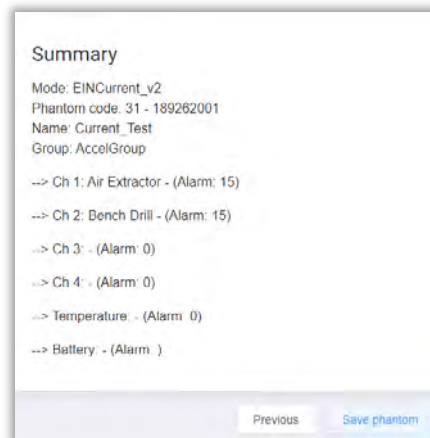 Summary
Mode: EINCurrent_v2
Phantom code: 31 - 189262001
Name: Current_Test
Group: AccelGroup
--> Ch 1: Air Extractor - (Alarm: 15)
--> Ch 2: Bench Drill - (Alarm: 15)
--> Ch 3: - (Alarm: 0)
--> Ch 4: - (Alarm: 0)
--> Temperature: - (Alarm: 0)
--> Battery: - (Alarm: )
Previous Save phantom